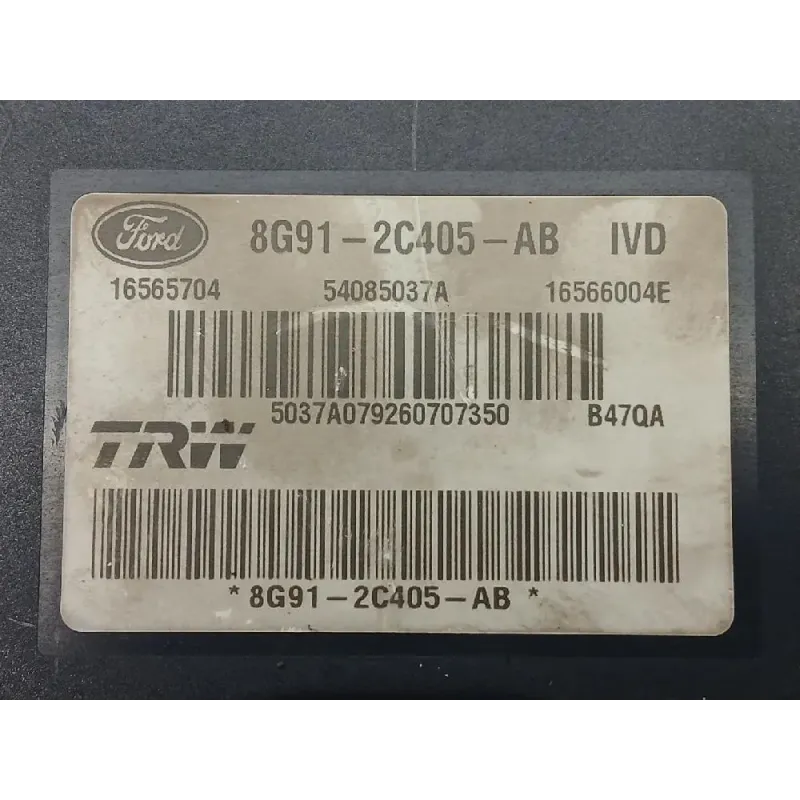 Ford 8G91-2C405-AB IVD
16565704 54085037A 16566004E
5037A079260707350 B47QA
TRW
*8G91-2C405-AB*